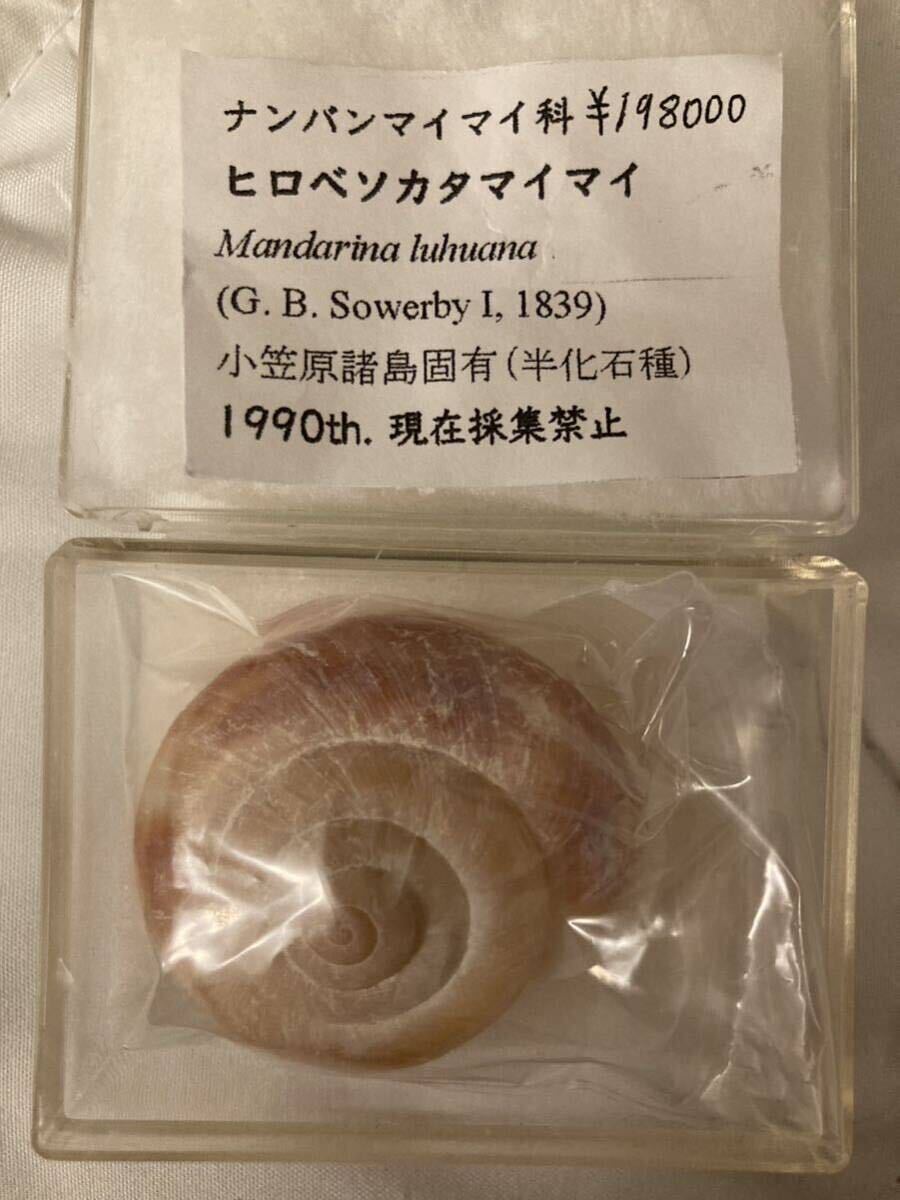 ナンバンマイマイ科 ¥198000
ヒロベソカタマイマイ
Mandarina luhuana
(G. B. Sowerby I, 1839)
小笠原諸島固有(半化石種)
1990th. 現在採集禁止